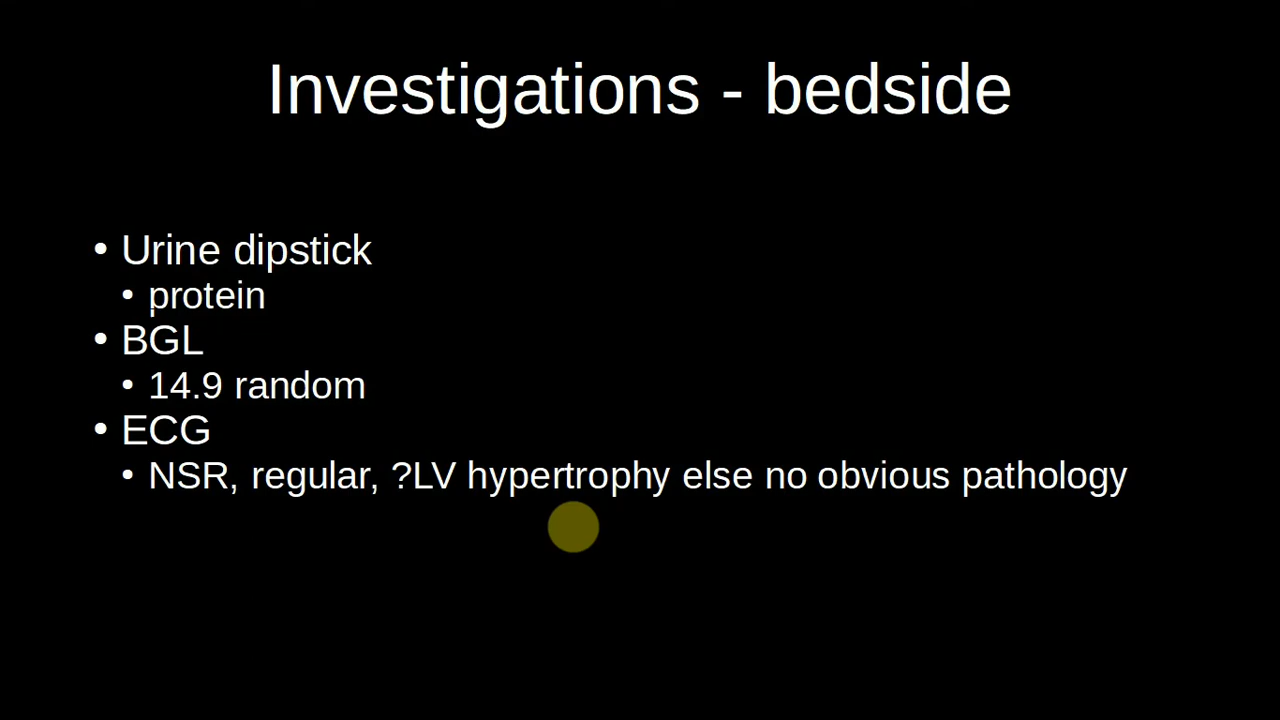 Investigations - bedside
• Urine dipstick
• protein
• BGL
• 14.9 random
• ECG
• NSR, regular, ?LV hypertrophy else no obvious pathology